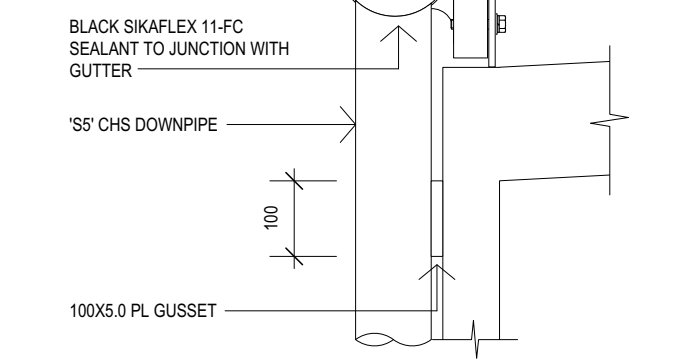 BLACK SIKAFLEX 11-FC
SEALANT TO JUNCTION WITH
GUTTER
'S5' CHS DOWNPIPE
100
100X5.0 PL GUSSET